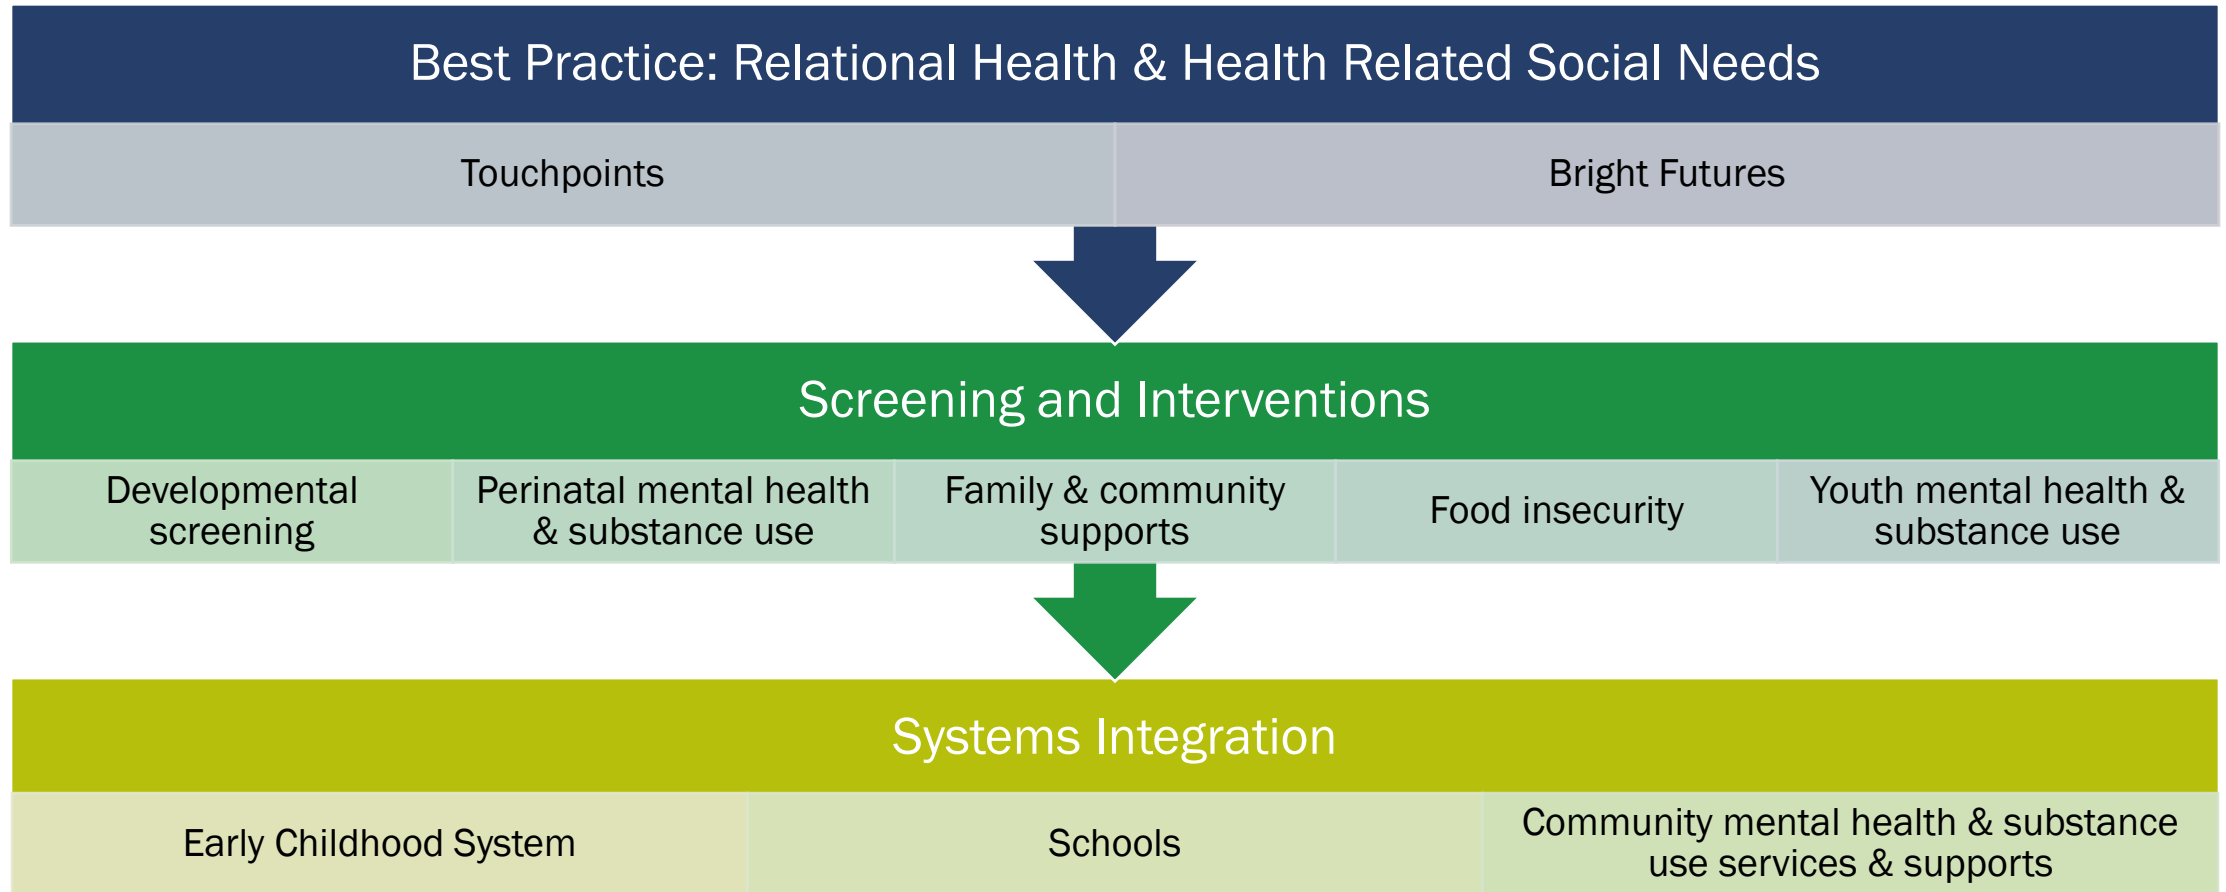 Best Practice: Relational Health & Health Related Social Needs
Touchpoints
Bright Futures
Screening and Interventions
Developmental
screening
Perinatal mental health
& substance use
Family & community
supports
Food insecurity
Youth mental health &
substance use
Systems Integration
Early Childhood System
Schools
Community mental health & substance
use services & supports